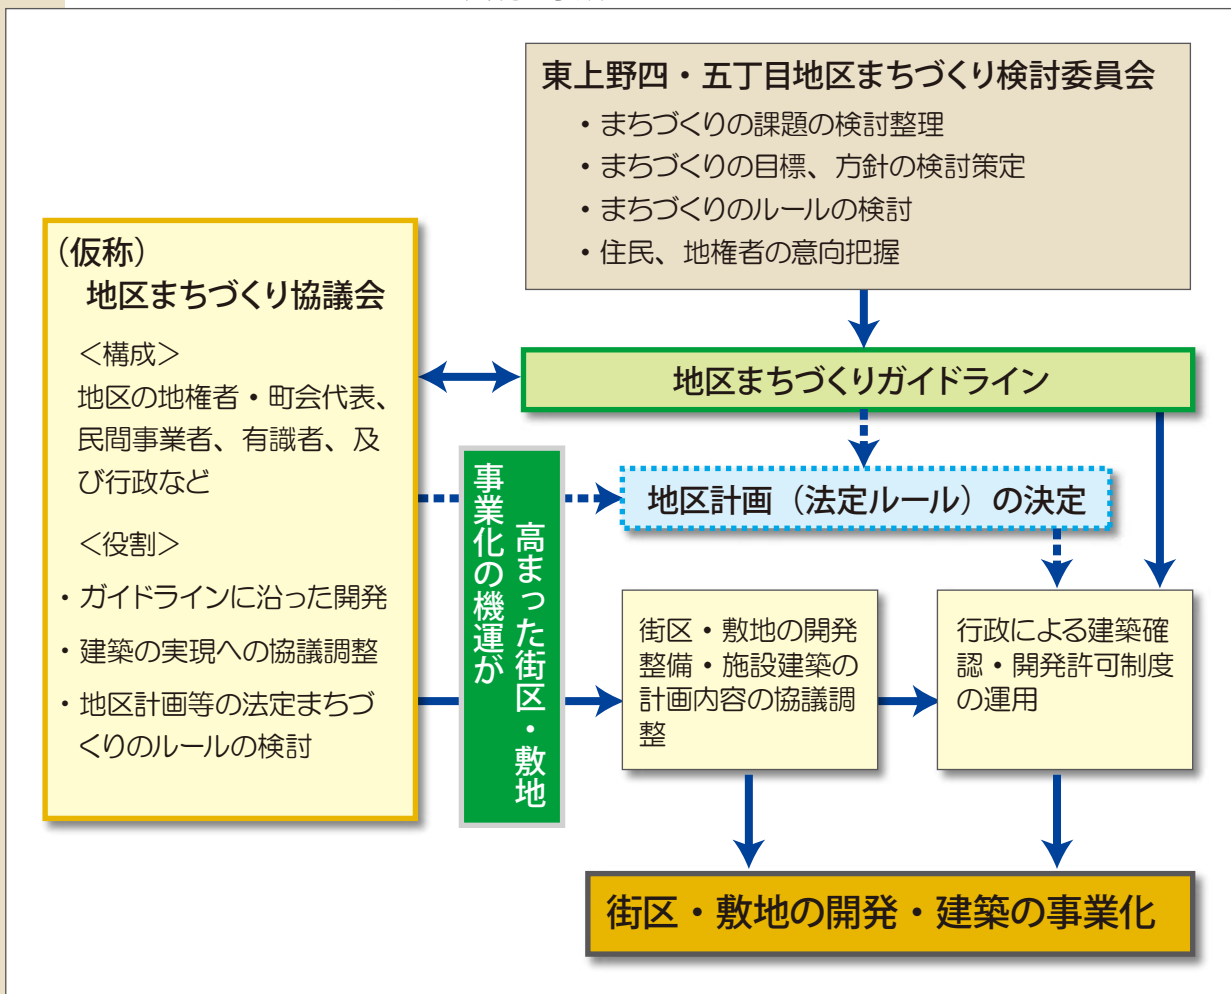 東上野四・五丁目地区まちづくり検討委員会
・まちづくりの課題の検討整理
・まちづくりの目標、方針の検討策定
・まちづくりのルールの検討
・住民、地権者の意向把握
（仮称）
地区まちづくり協議会
＜構成＞
地区の地権者・町会代表、
民間事業者、有識者、及
び行政など
＜役割＞
・ガイドラインに沿った開発
・建築の実現への協議調整
・地区計画等の法定まちづ
くりのルールの検討
地区まちづくりガイドライン
事業化の機運が
高まった街区・敷地
地区計画（法定ルール）の決定
街区・敷地の開発
整備・施設建築の
計画内容の協議調
整
行政による建築確
認・開発許可制度
の運用
街区・敷地の開発・建築の事業化